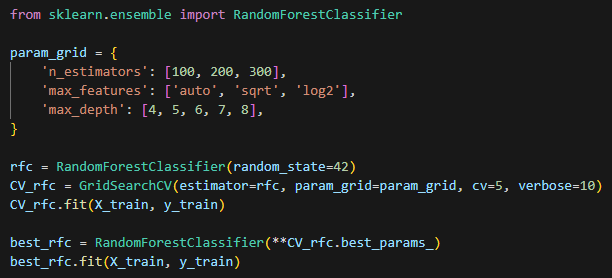 from sklearn.ensemble import RandomForestClassifier
param_grid = {
    'n_estimators': [100, 200, 300],
    'max_features': ['auto', 'sqrt', 'log2'],
    'max_depth': [4, 5, 6, 7, 8],
}
rfc = RandomForestClassifier(random_state=42)
CV_rfc = GridSearchCV(estimator=rfc, param_grid=param_grid, cv=5, verbose=10)
CV_rfc.fit(X_train, y_train)
best_rfc = RandomForestClassifier(**CV_rfc.best_params_)
best_rfc.fit(X_train, y_train)